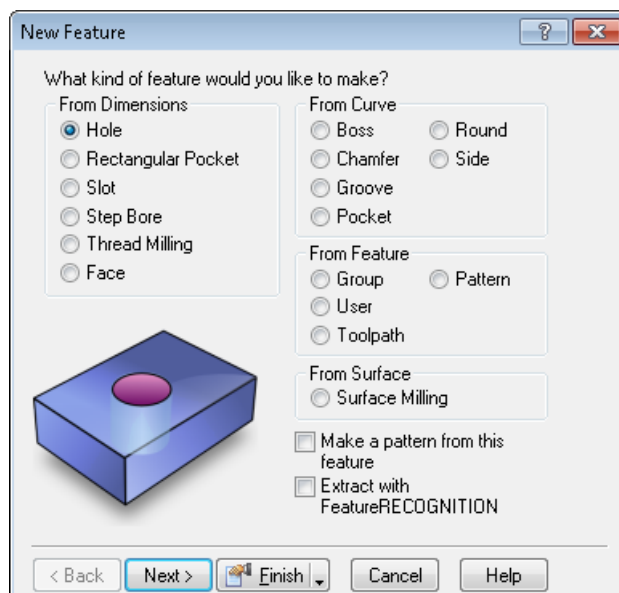 New Feature
What kind of feature would you like to make?
From Dimensions
Hole
Rectangular Pocket
Slot
Step Bore
Thread Milling
Face
From Curve
Boss
Round
Chamfer
Side
Groove
Pocket
From Feature
Group
Pattern
User
Toolpath
From Surface
Surface Milling
Make a pattern from this
feature
Extract with
FeatureRECOGNITION
< Back
Next >
Finish
Cancel
Help